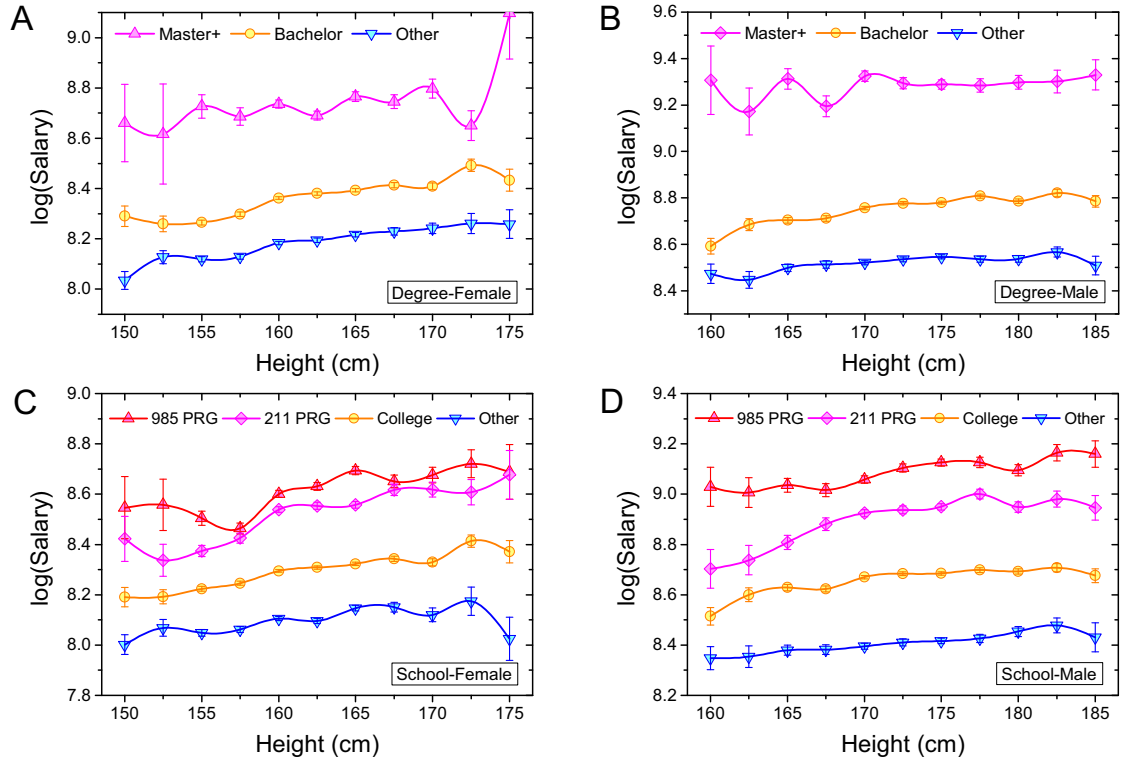 A
Master+ Bachelor Other
9.0
8.8
8.6
8.4
8.2
8.0
log(Salary)
Degree-Female
150 155 160 165 170 175
Height (cm)
B
9.6
Master+ Bachelor Other
9.4
9.2
9.0
8.8
8.6
8.4
log(Salary)
Degree-Male
160 165 170 175 180 185
Height (cm)
C
9.0
985 PRG 211 PRG College Other
8.8
8.6
8.4
8.2
8.0
7.8
log(Salary)
School-Female
150 155 160 165 170 175
Height (cm)
D
9.4
985 PRG 211 PRG College Other
9.2
9.0
8.8
8.6
8.4
8.2
log(Salary)
School-Male
160 165 170 175 180 185
Height (cm)